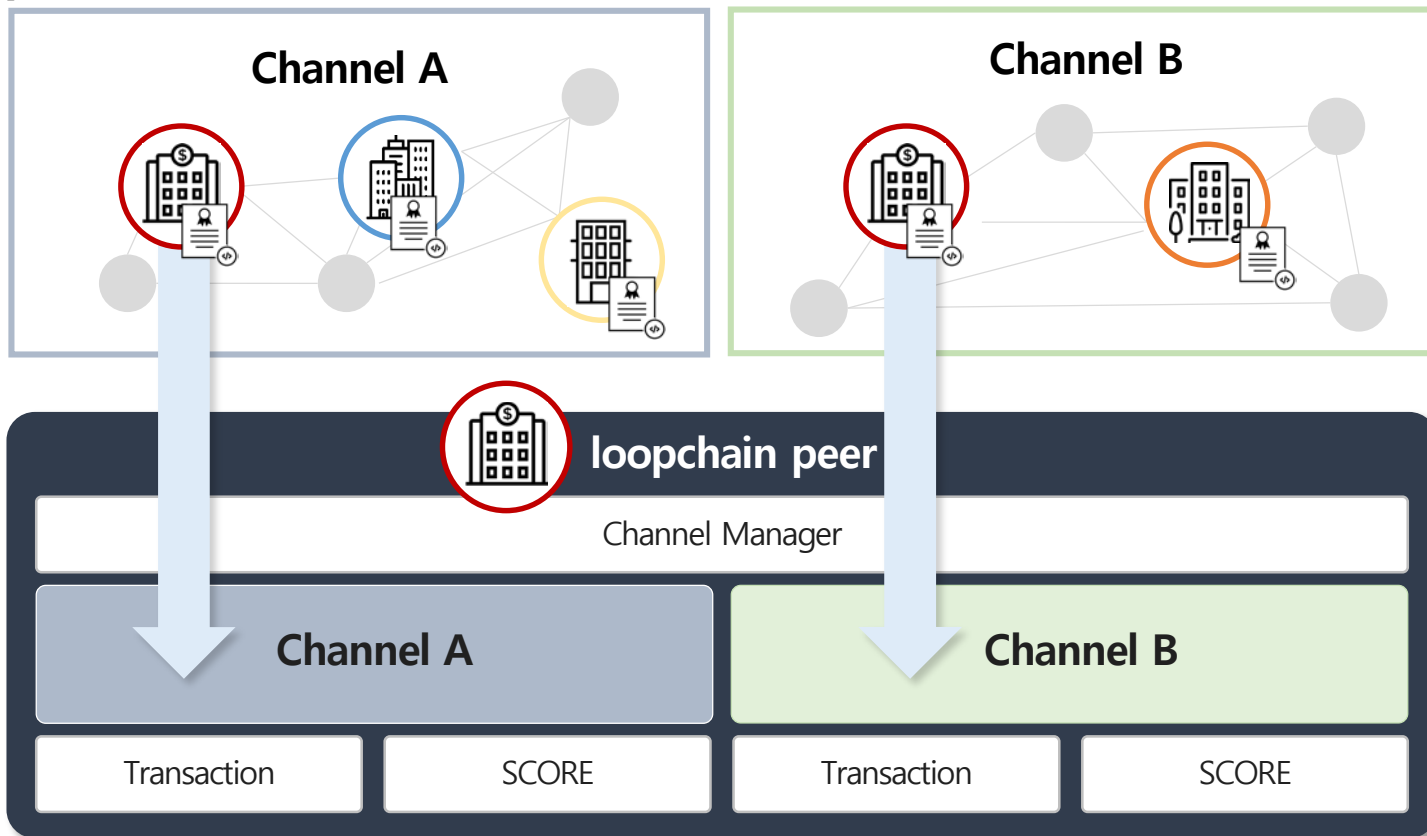 Channel A
Channel B
$
</>
$
</>
</>
</>
</>
$
loopchain peer
Channel Manager
Channel A
Channel B
Transaction
SCORE
Transaction
SCORE